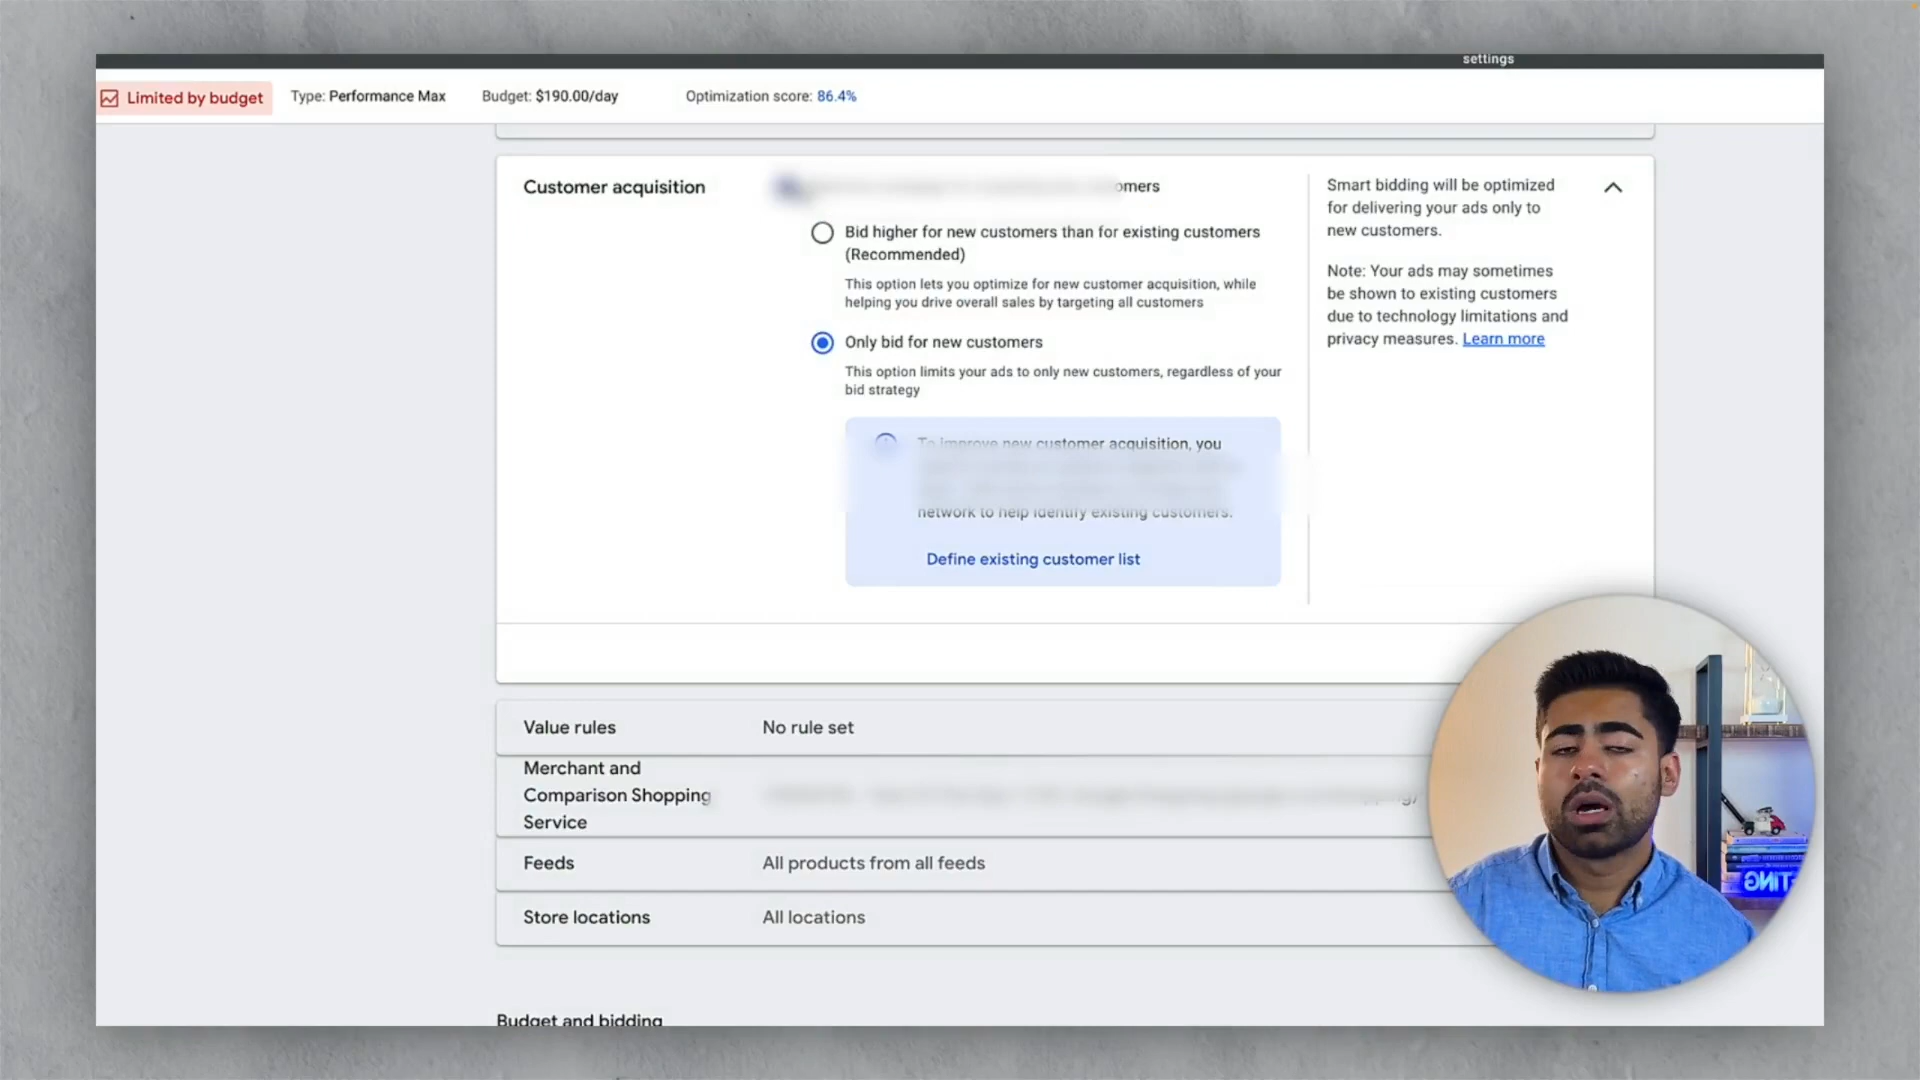 settings
Limited by budget
Type: Performance Max
Budget: $190.00/day
Optimization score: 86.4%
Customer acquisition
omers
Bid higher for new customers than for existing customers
(Recommended)
This option lets you optimize for new customer acquisition, while
helping you drive overall sales by targeting all customers
Only bid for new customers
This option limits your ads to only new customers, regardless of your
bid strategy
To improve new customer acquisition, you
network to help identify existing customers.
Define existing customer list
Smart bidding will be optimized
for delivering your ads only to
new customers.
Note: Your ads may sometimes
be shown to existing customers
due to technology limitations and
privacy measures. Learn more
Value rules
No rule set
Merchant and
Comparison Shopping
Service
Feeds
All products from all feeds
Store locations
All locations
Budget and bidding